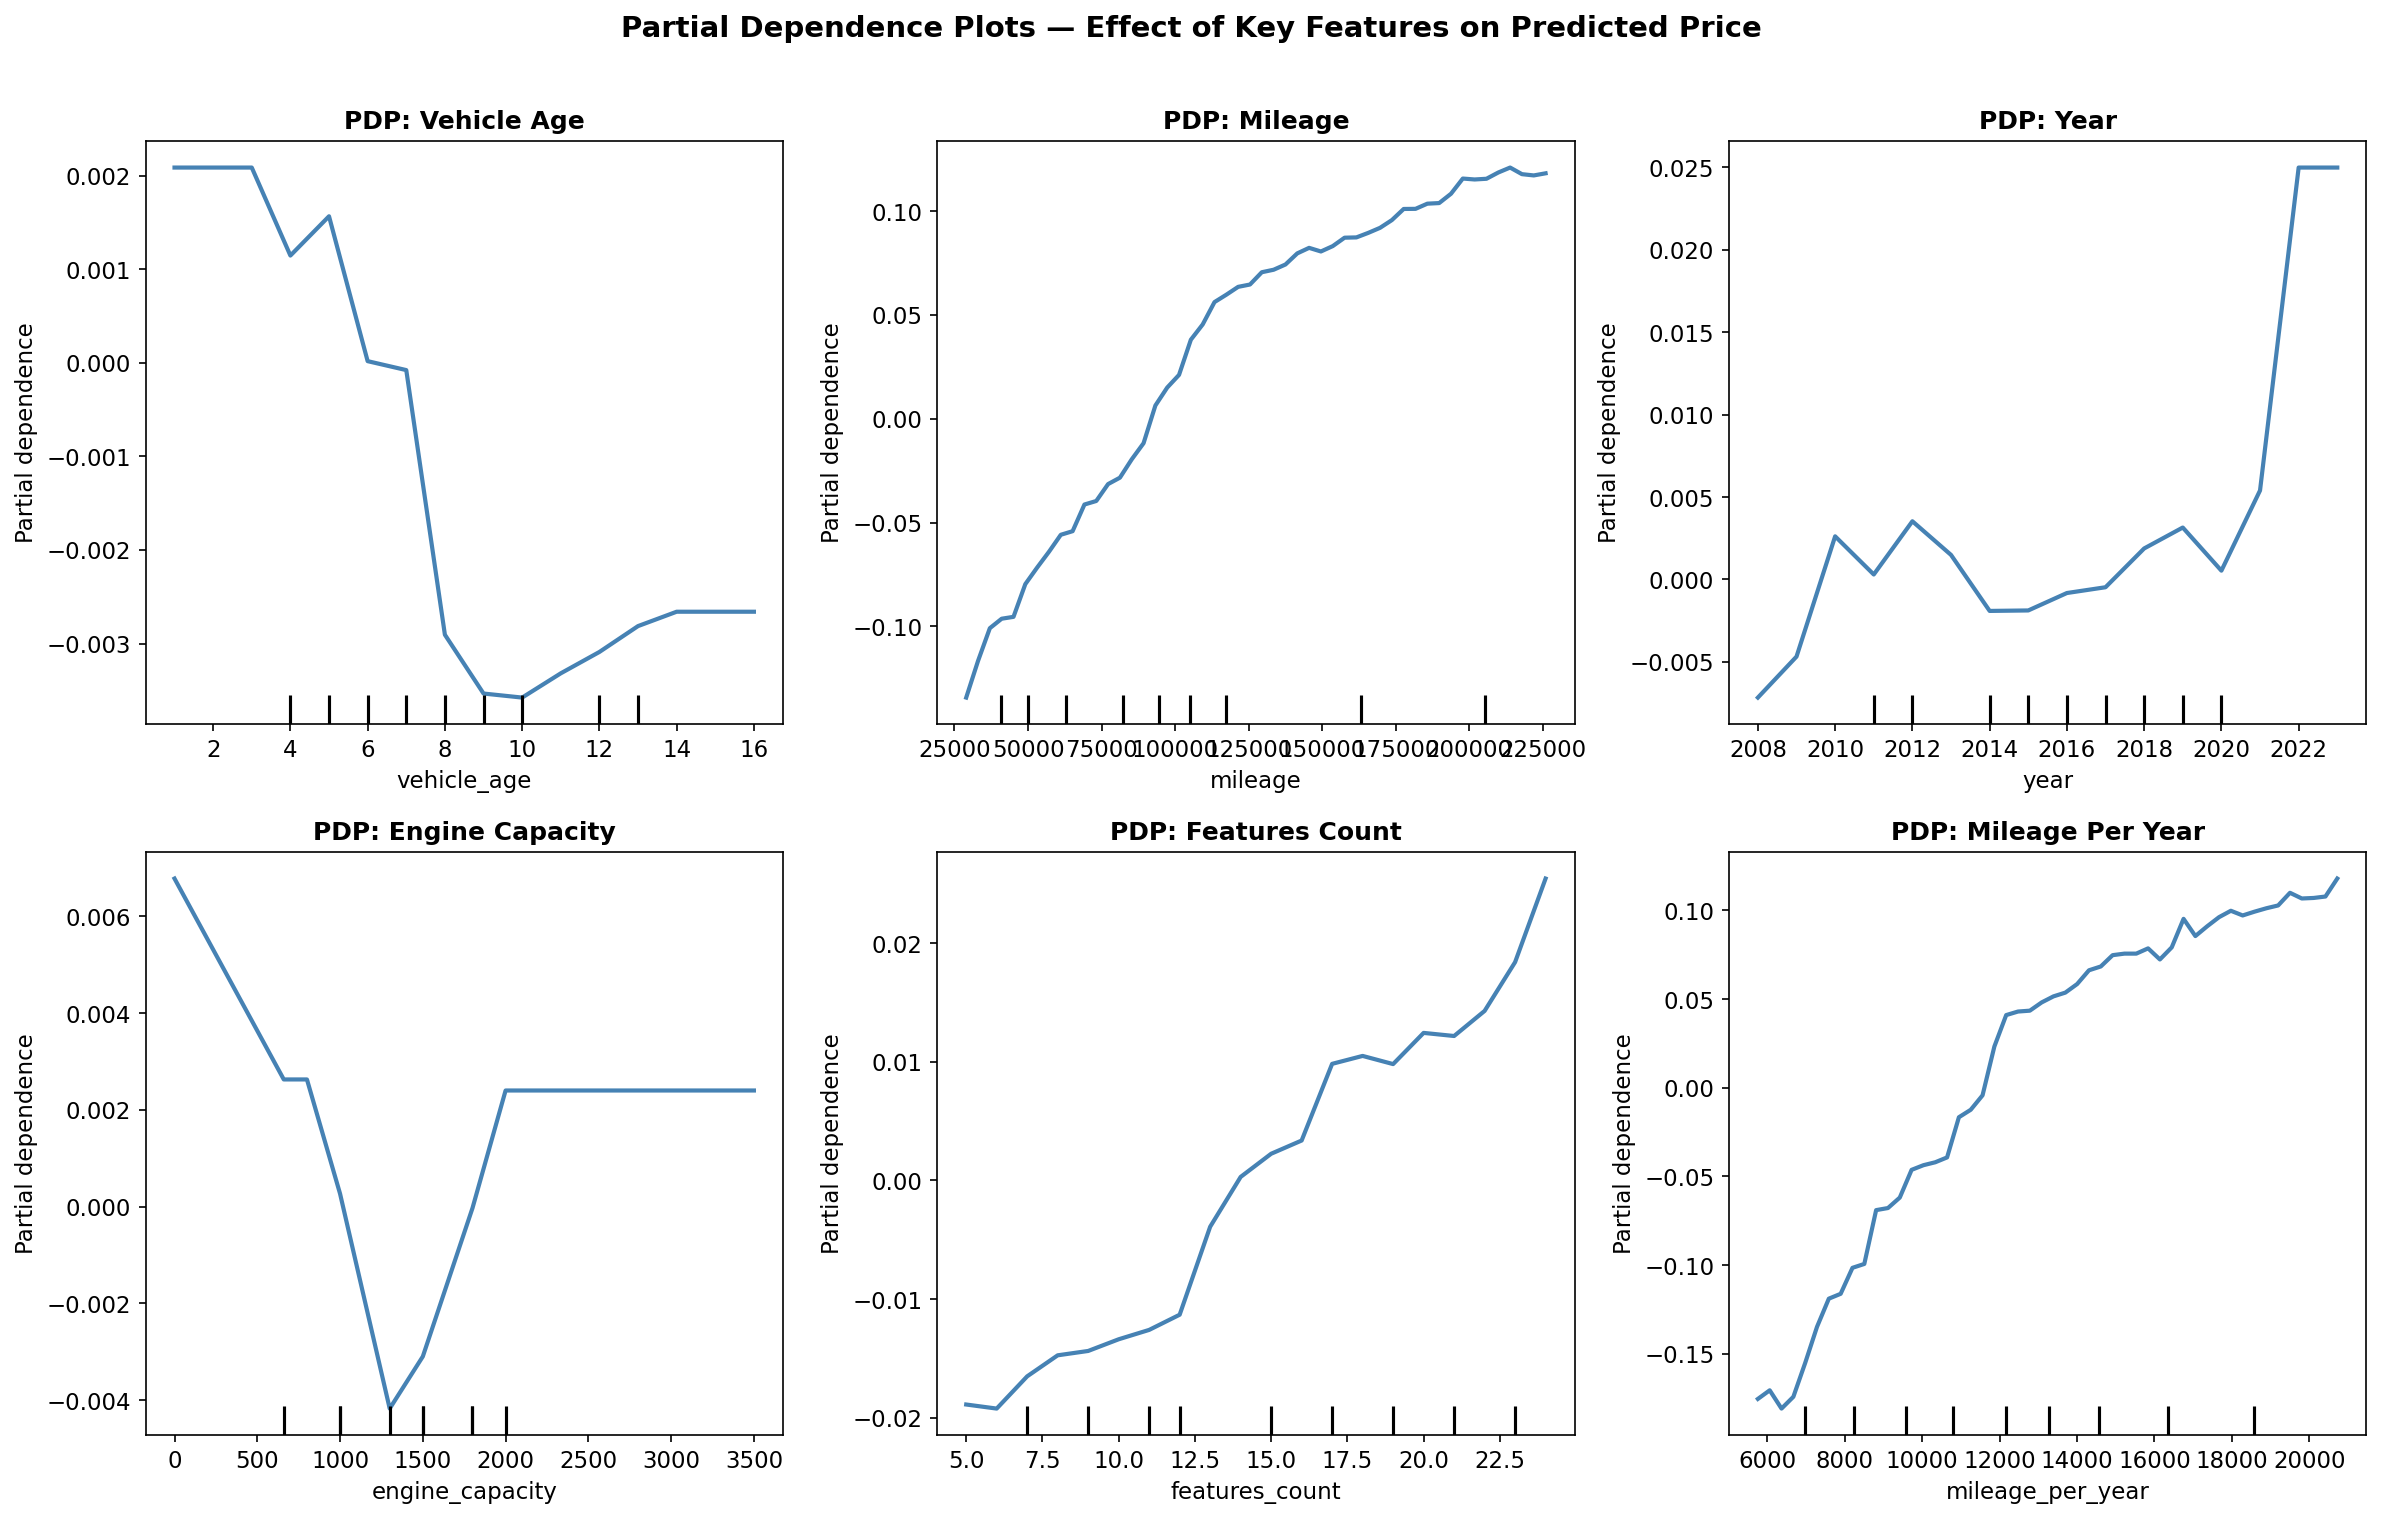 Partial Dependence Plots — Effect of Key Features on Predicted Price
PDP: Vehicle Age
0.002
0.001
0.000
−0.001
−0.002
−0.003
Partial dependence
2 4 6 8 10 12 14 16
vehicle_age
PDP: Mileage
0.10
0.05
0.00
−0.05
−0.10
Partial dependence
25000 50000 75000 100000 125000 150000 175000 200000 225000
mileage
PDP: Year
0.025
0.020
0.015
0.010
0.005
0.000
−0.005
Partial dependence
2008 2010 2012 2014 2016 2018 2020 2022
year
PDP: Engine Capacity
0.006
0.004
0.002
0.000
−0.002
−0.004
Partial dependence
0 500 1000 1500 2000 2500 3000 3500
engine_capacity
PDP: Features Count
0.02
0.01
0.00
−0.01
−0.02
Partial dependence
5.0 7.5 10.0 12.5 15.0 17.5 20.0 22.5
features_count
PDP: Mileage Per Year
0.10
0.05
0.00
−0.05
−0.10
−0.15
Partial dependence
6000 8000 10000 12000 14000 16000 18000 20000
mileage_per_year